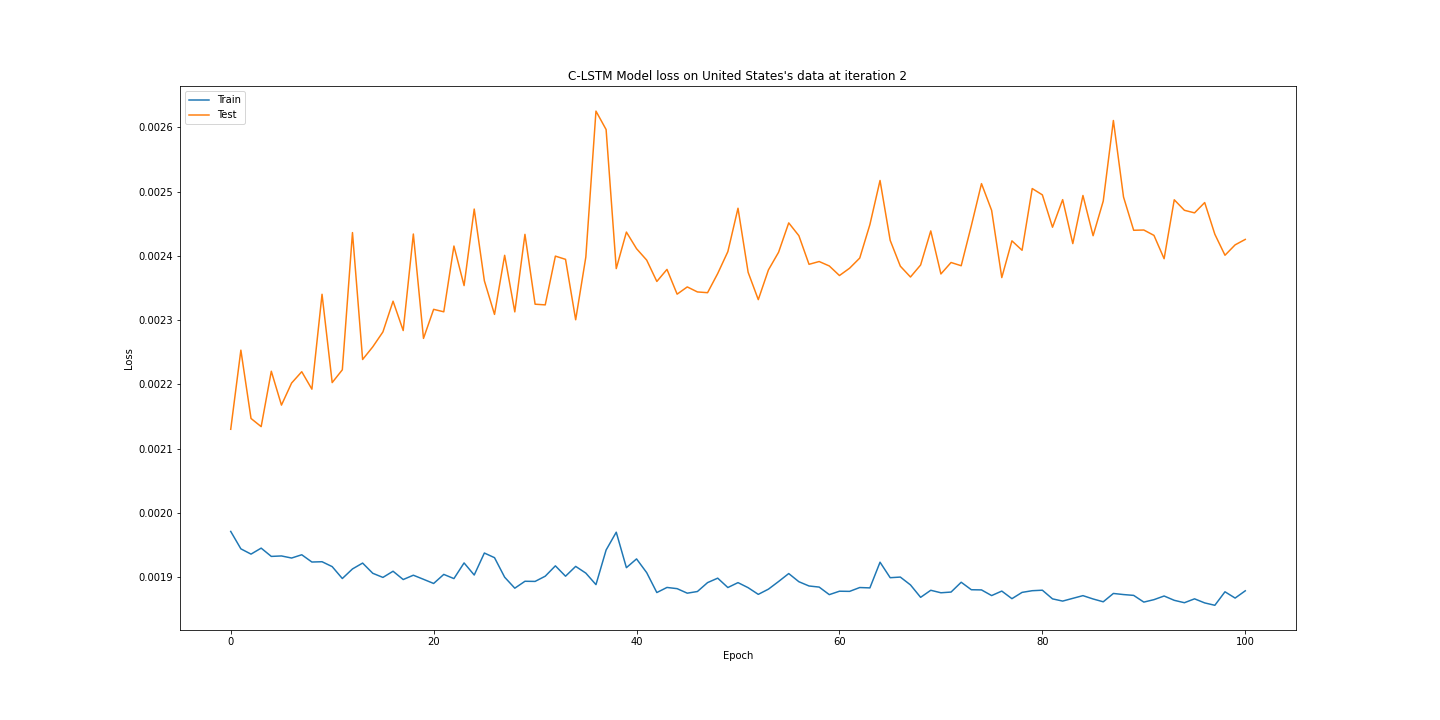 C-LSTM Model loss on United States's data at iteration 2
Train
Test
0.0026
0.0025
0.0024
0.0023
0.0022
0.0021
0.0020
0.0019
Loss
0 20 40 60 80 100
Epoch